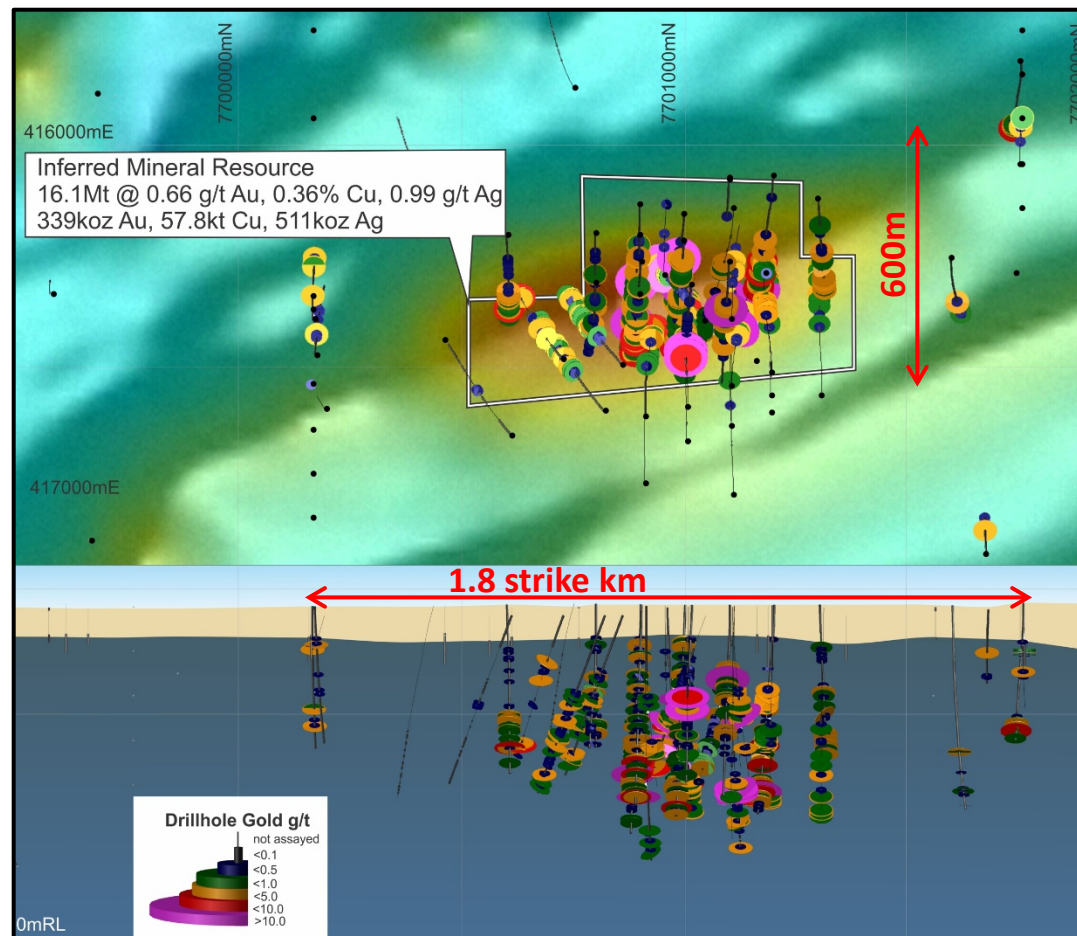 7700000mN
7701000mN
7702000mN
416000mE
Inferred Mineral Resource
16.1Mt @ 0.66 g/t Au, 0.36% Cu, 0.99 g/t Ag
339koz Au, 57.8kt Cu, 511koz Ag
600m
417000mE
1.8 strike km
Drillhole Gold g/t
not assayed
<0.1
<0.5
<1.0
<5.0
<10.0
>10.0
0mRL